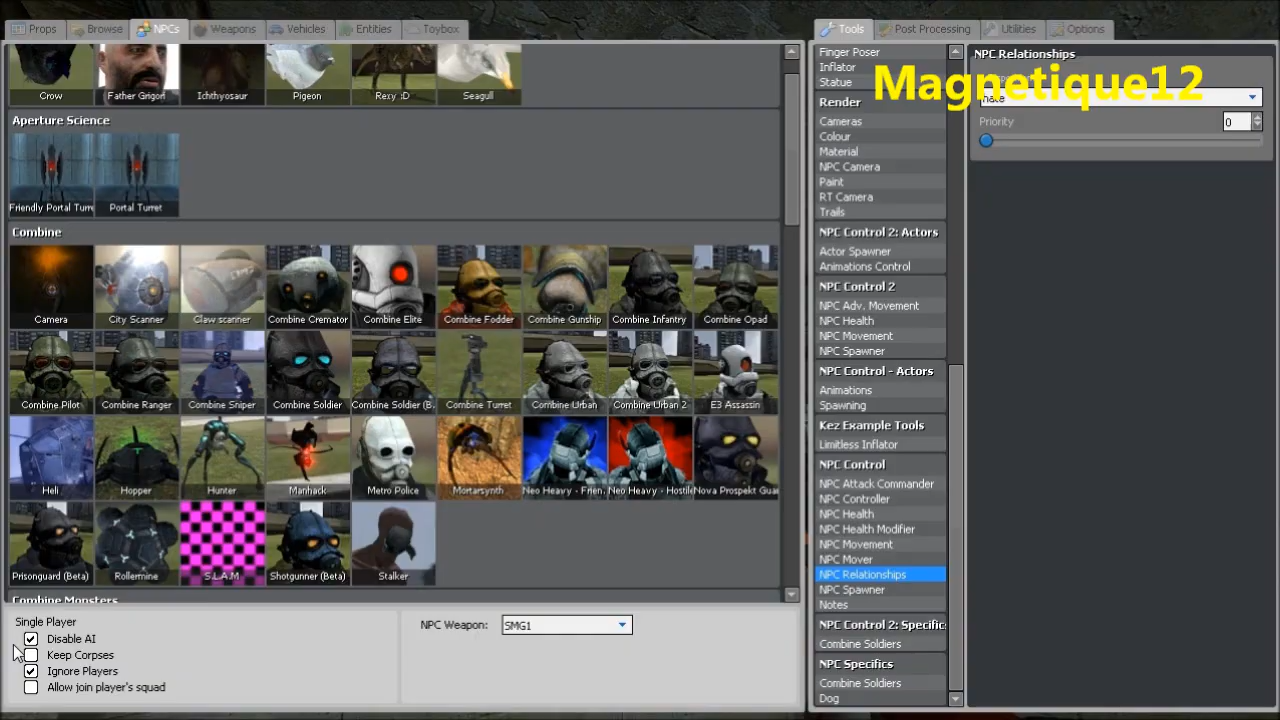 Props Browse NPCs Weapons Vehicles Entities Toybox
Crow Father Grigori Ichthyosaur Pigeon Rexy :D Seagull
Aperture Science
Friendly Portal Turre Portal Turret
Combine
Camera City Scanner Claw scanner Combine Cremator Combine Elite Combine Fodder Combine Gunship Combine Infantry Combine Opad
Combine Pilot Combine Ranger Combine Sniper Combine Soldier Combine Soldier (B. Combine Turret Combine Urban Combine Urban 2 E3 Assassin
Heli Hopper Hunter Manhack Metro Police Mortarsynth Neo Heavy - Frien. Neo Heavy - Hostile Nova Prospekt Guar
Prisonguard (Beta) Rollermine S.L.A.M Shotgunner (Beta) Stalker
Combine Monsters
Single Player
Disable AI
Keep Corpses
Ignore Players
Allow join player's squad
NPC Weapon: SMG1
Tools Post Processing Utilities Options
Finger Poser
Inflator
Statue
Render
Cameras
Colour
Material
NPC Camera
Paint
RT Camera
Trails
NPC Control 2: Actors
Actor Spawner
Animations Control
NPC Control 2
NPC Adv. Movement
NPC Health
NPC Movement
NPC Spawner
NPC Control - Actors
Animations
Spawning
Kez Example Tools
Limitless Inflator
NPC Control
NPC Attack Commander
NPC Controller
NPC Health
NPC Health Modifier
NPC Movement
NPC Mover
NPC Relationships
NPC Spawner
Notes
NPC Control 2: Specifics
Combine Soldiers
NPC Specifics
Combine Soldiers
Dog
NPC Relationships
Magnetique12
hate
Priority 0